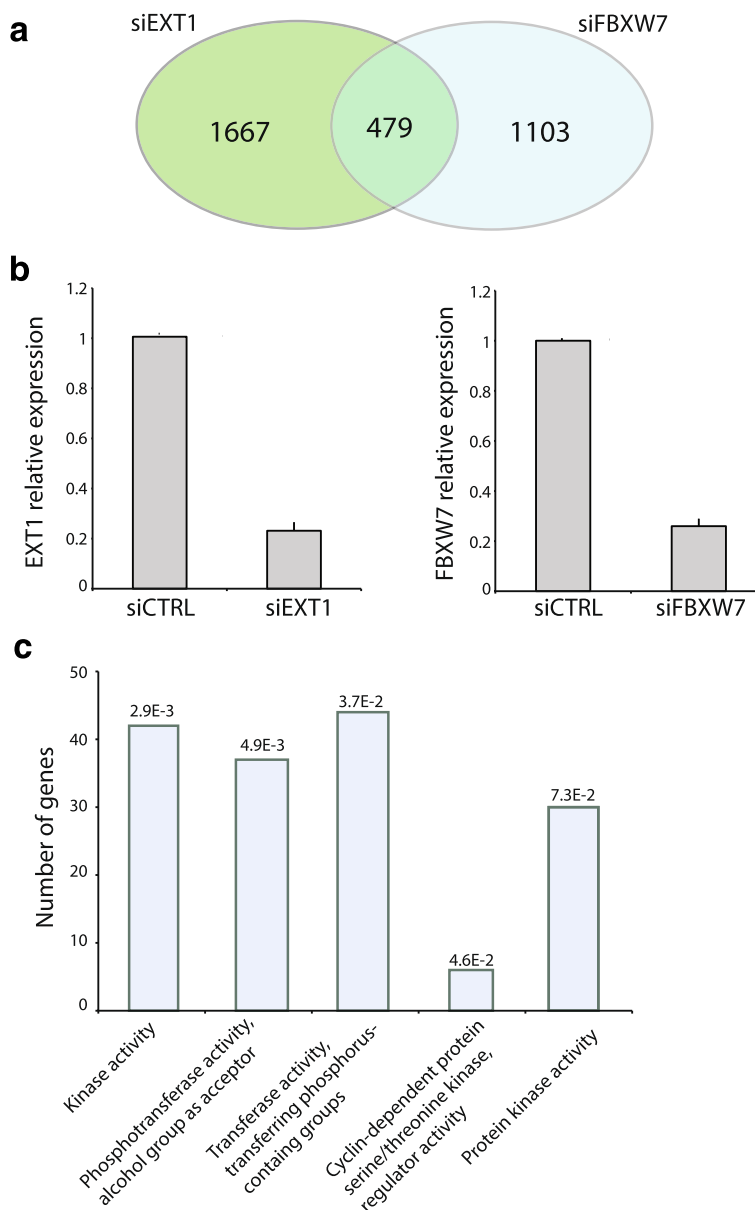 a
siEXT1
siFBXW7
1667
479
1103
b
EXT1 relative expression
1.2
1
0.8
0.6
0.4
0.2
0
siCTRL
siEXT1
FBXW7 relative expression
1.2
1
0.8
0.6
0.4
0.2
0
siCTRL
siFBXW7
c
Number of genes
50
40
30
20
10
0
2.9E-3
4.9E-3
3.7E-2
4.6E-2
7.3E-2
Kinase activity
Phosphotransferase activity,
alcohol group as acceptor
Transferase activity,
transferring phosphorus-
containg groups
Cyclin-dependent protein
serine/threonine kinase,
regulator activity
Protein kinase activity